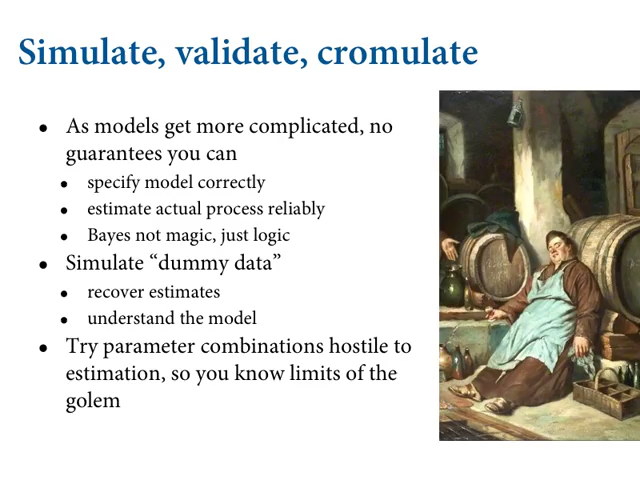 Simulate, validate, cromulate
• As models get more complicated, no
guarantees you can
• specify model correctly
• estimate actual process reliably
• Bayes not magic, just logic
• Simulate “dummy data”
• recover estimates
• understand the model
• Try parameter combinations hostile to
estimation, so you know limits of the
golem